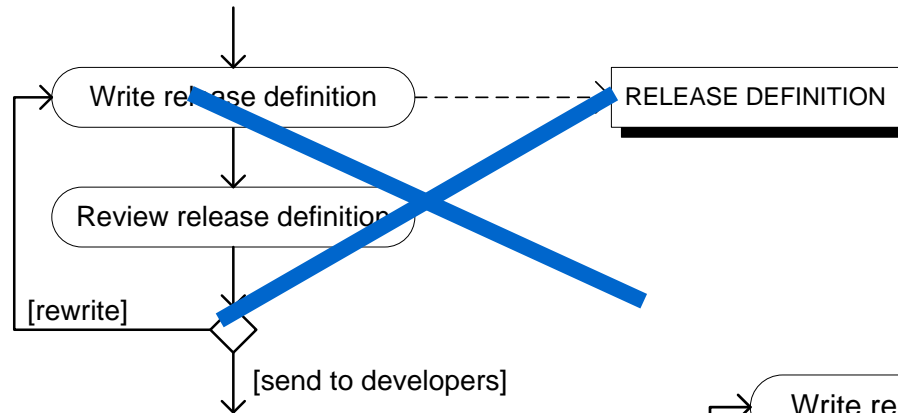 Write release definition
RELEASE DEFINITION
Review release definition
[rewrite]
[send to developers]
Write re